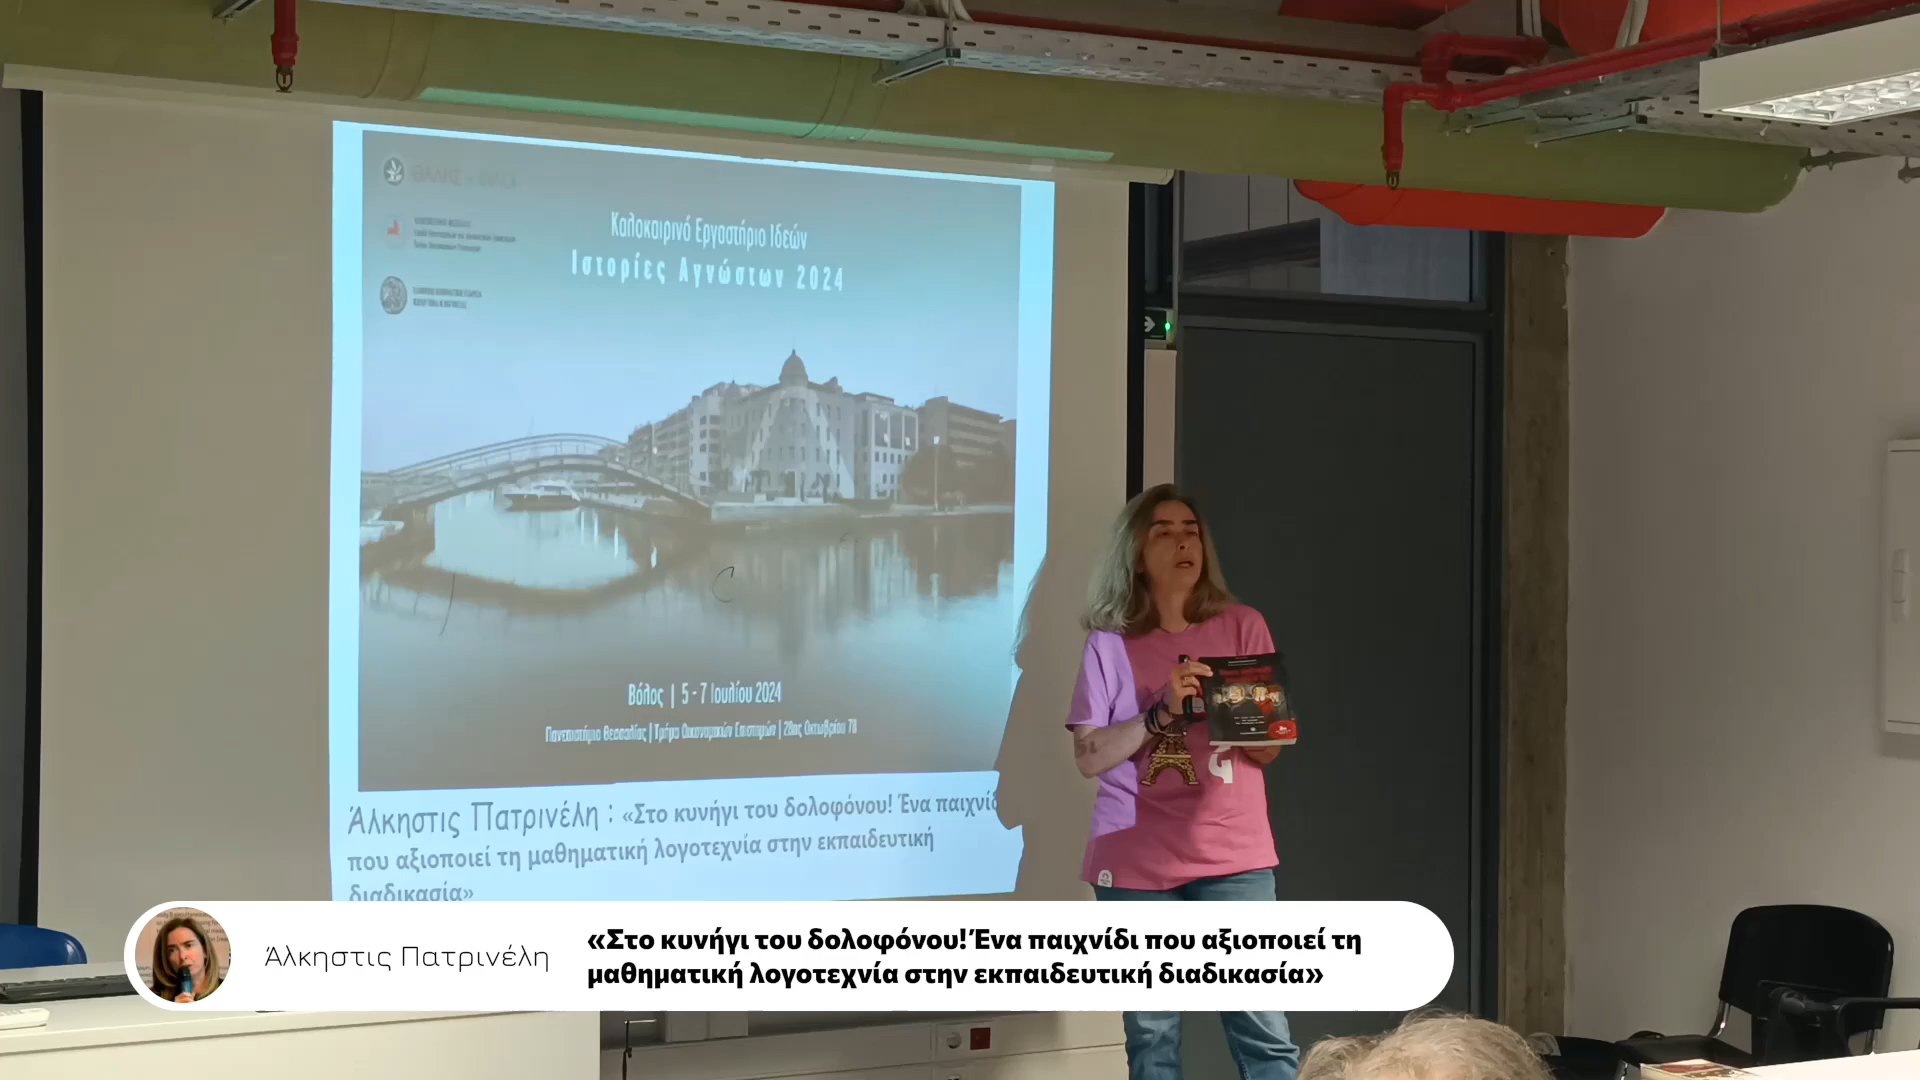 ΘΑΛΗΣ
Καλοκαιρινό Εργαστήριο Ιδεών
Ιστορίες Αγνώστων 2024
Βόλος | 5 - 7 Ιουλίου 2024
Πανεπιστήμιο Θεσσαλίας | Τμήμα Οικονομικών Επιστημών | 28ης Οκτωβρίου 78
Άλκηστις Πατρινέλη : «Στο κυνήγι του δολοφόνου! Ένα παιχνίδ
που αξιοποιεί τη μαθηματική λογοτεχνία στην εκπαιδευτική
διαδικασία»
Άλκηστις Πατρινέλη
«Στο κυνήγι του δολοφόνου! Ένα παιχνίδι που αξιοποιεί τη
μαθηματική λογοτεχνία στην εκπαιδευτική διαδικασία»